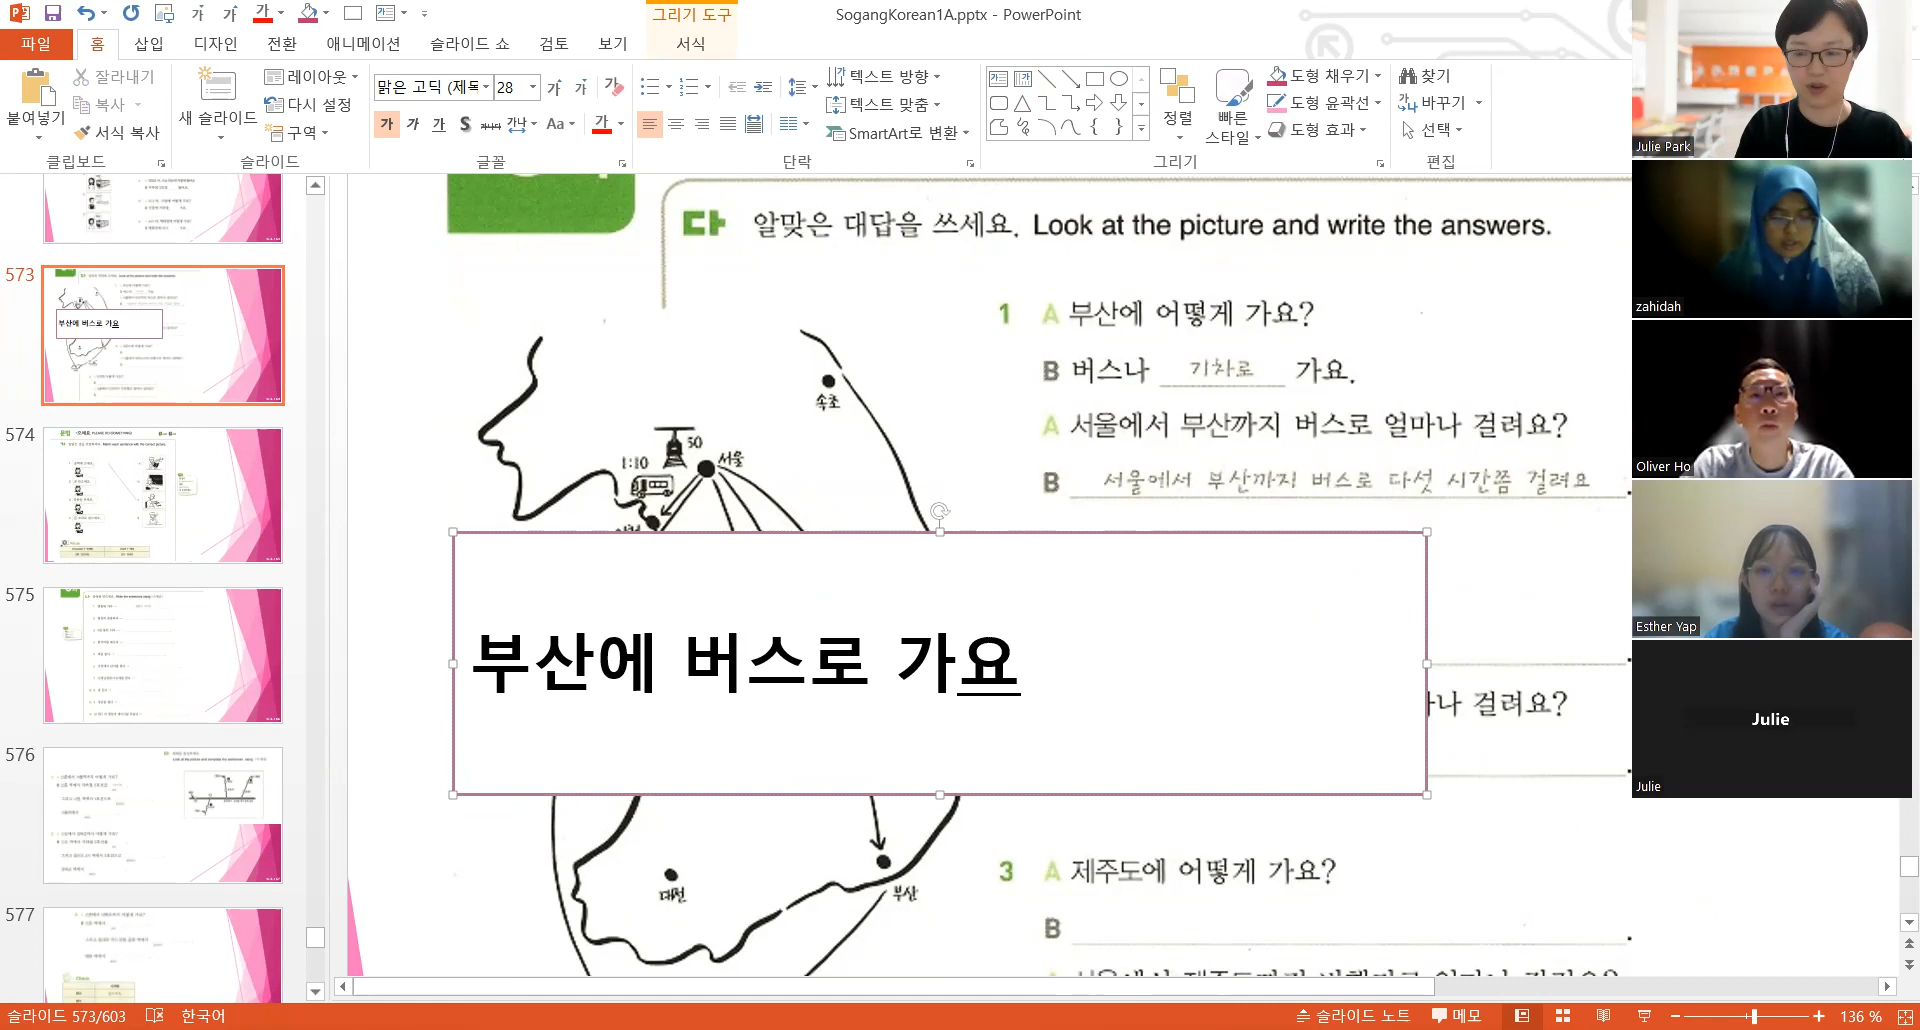 그리기 도구
SogangKorean1A.pptx - PowerPoint
파일 홈 삽입 디자인 전환 애니메이션 슬라이드 쇼 검토 보기 서식
붙여넣기
잘라내기
복사
서식 복사
클립보드
새 슬라이드
레이아웃
다시 설정
구역
슬라이드
맑은 고딕 (제목 28
글꼴
텍스트 방향
텍스트 맞춤
SmartArt로 변환
단락
정렬
빠른
스타일
도형 채우기
도형 윤곽선
도형 효과
그리기
찾기
바꾸기
선택
편집
573
부산에 버스로 가요
574
575
576
577
다 알맞은 대답을 쓰세요. Look at the picture and write the answers.
1 A 부산에 어떻게 가요?
B 버스나 기차로 가요.
A 서울에서 부산까지 버스로 얼마나 걸려요?
B 서울에서 부산까지 버스로 다섯 시간쯤 걸려요.
속초
50
1:10
서울
부산에 버스로 가요
나 걸려요?
대전
부산
3 A 제주도에 어떻게 가요?
B
Julie Park
zahidah
Oliver Ho
Esther Yap
Julie
Julie
슬라이드 573/603 한국어
슬라이드 노트 메모 136 %